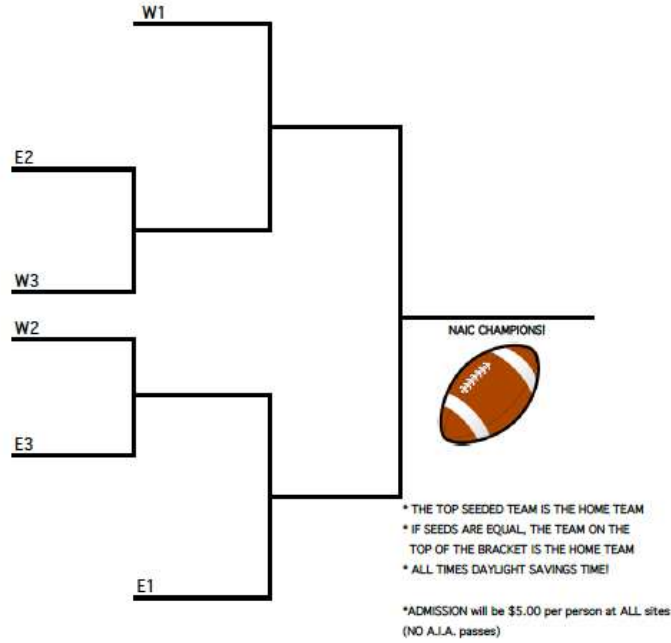 W1
E2
W3
W2
NAIC CHAMPIONS!
E3
* THE TOP SEEDED TEAM IS THE HOME TEAM
* IF SEEDS ARE EQUAL, THE TEAM ON THE
TOP OF THE BRACKET IS THE HOME TEAM
* ALL TIMES DAYLIGHT SAVINGS TIME!
E1
*ADMISSION will be $5.00 per person at ALL sites
(NO A.I.A. passes)